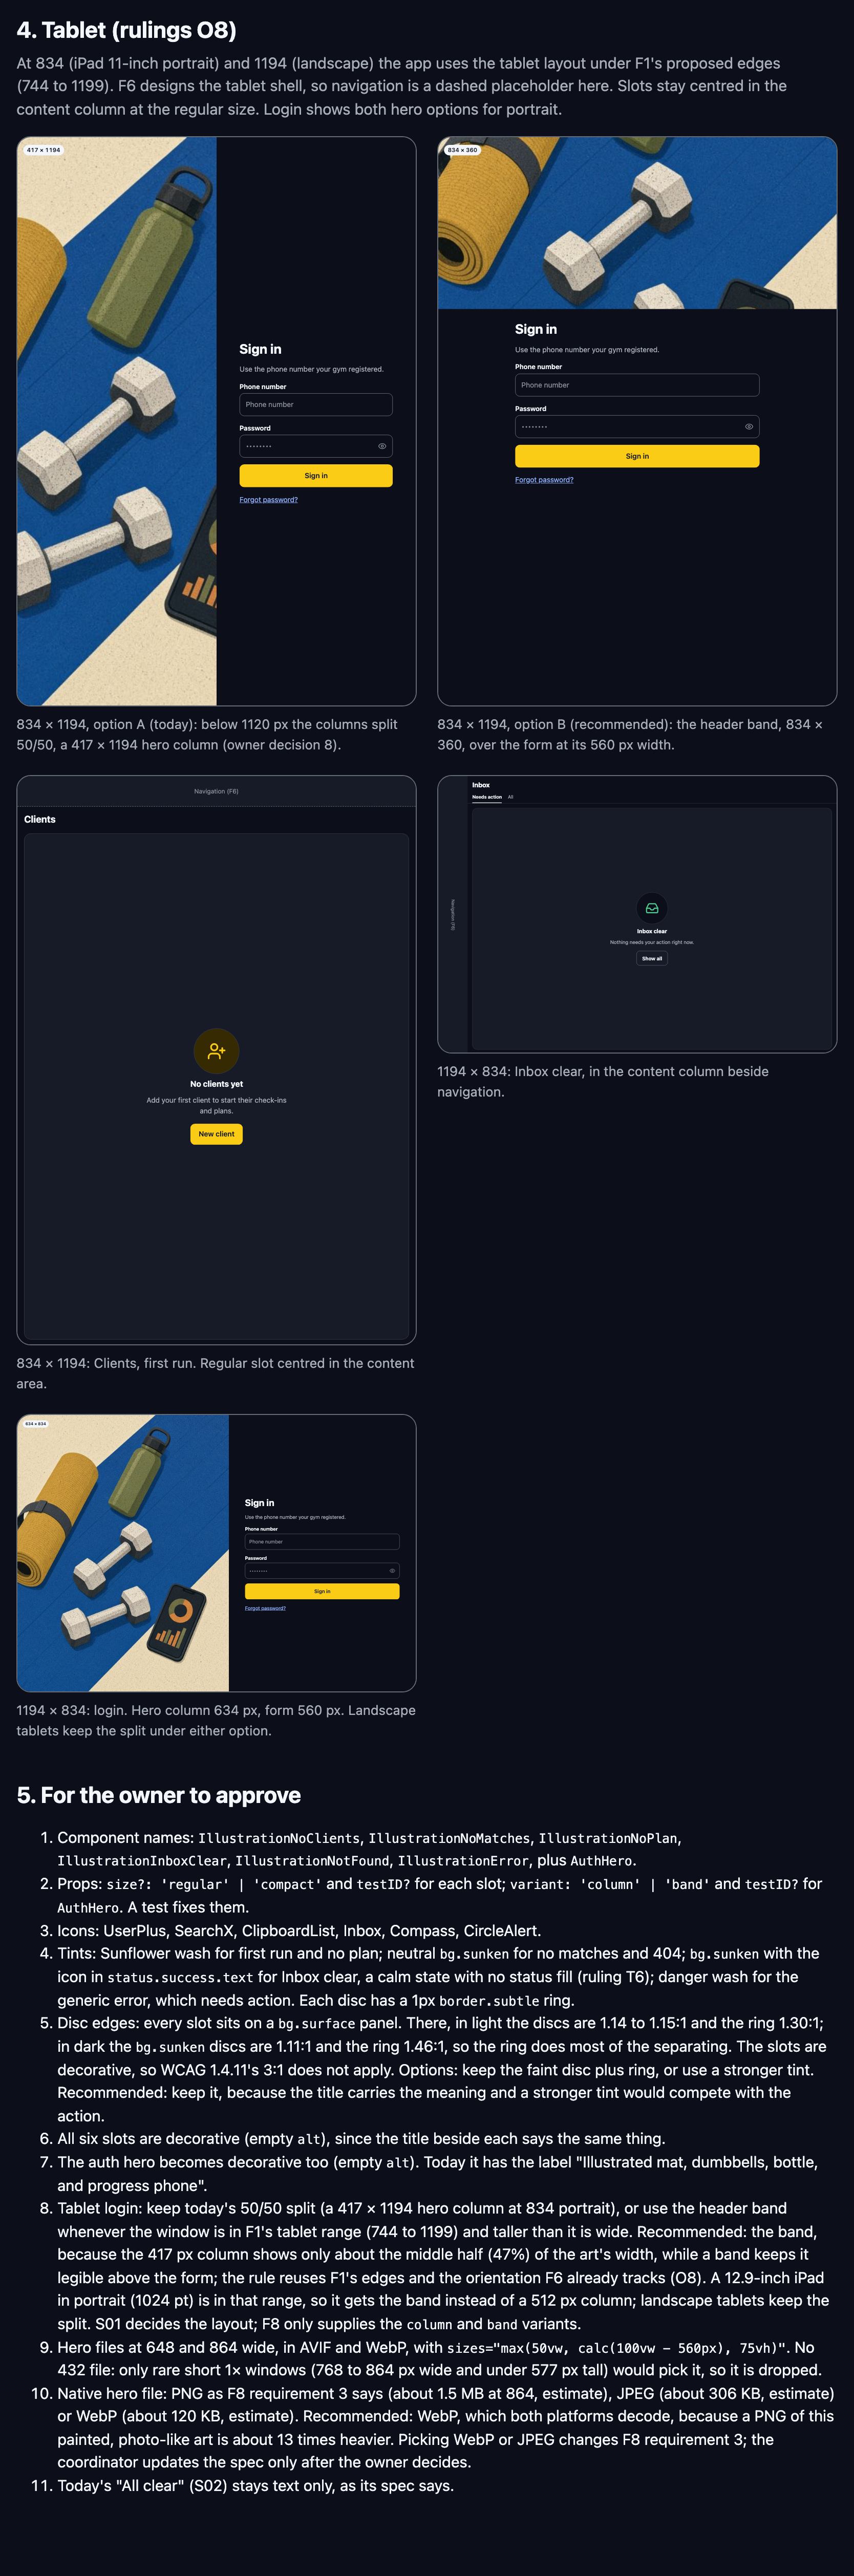 4. Tablet (rulings O8)
At 834 (iPad 11-inch portrait) and 1194 (landscape) the app uses the tablet layout under F1's proposed edges
(744 to 1199). F6 designs the tablet shell, so navigation is a dashed placeholder here. Slots stay centred in the
content column at the regular size. Login shows both hero options for portrait.
417 × 1194
Sign in
Use the phone number your gym registered.
Phone number
Phone number
Password
••••••••
Sign in
Forgot password?
834 × 1194, option A (today): below 1120 px the columns split
50/50, a 417 × 1194 hero column (owner decision 8).
834 × 360
Sign in
Use the phone number your gym registered.
Phone number
Phone number
Password
••••••••
Sign in
Forgot password?
834 × 1194, option B (recommended): the header band, 834 ×
360, over the form at its 560 px width.
Navigation (F6)
Clients
No clients yet
Add your first client to start their check-ins
and plans.
New client
834 × 1194: Clients, first run. Regular slot centred in the content
area.
Navigation (F6)
Inbox
Needs action All
Inbox clear
Nothing needs your action right now.
Show all
1194 × 834: Inbox clear, in the content column beside
navigation.
634 × 834
Sign in
Use the phone number your gym registered.
Phone number
Phone number
Password
••••••••
Sign in
Forgot password?
1194 × 834: login. Hero column 634 px, form 560 px. Landscape
tablets keep the split under either option.
5. For the owner to approve
1. Component names: IllustrationNoClients, IllustrationNoMatches, IllustrationNoPlan,
IllustrationInboxClear, IllustrationNotFound, IllustrationError, plus AuthHero.
2. Props: size?: 'regular' | 'compact' and testID? for each slot; variant: 'column' | 'band' and testID? for
AuthHero. A test fixes them.
3. Icons: UserPlus, SearchX, ClipboardList, Inbox, Compass, CircleAlert.
4. Tints: Sunflower wash for first run and no plan; neutral bg.sunken for no matches and 404; bg.sunken with the
icon in status.success.text for Inbox clear, a calm state with no status fill (ruling T6); danger wash for the
generic error, which needs action. Each disc has a 1px border.subtle ring.
5. Disc edges: every slot sits on a bg.surface panel. There, in light the discs are 1.14 to 1.15:1 and the ring 1.30:1;
in dark the bg.sunken discs are 1.11:1 and the ring 1.46:1, so the ring does most of the separating. The slots are
decorative, so WCAG 1.4.11's 3:1 does not apply. Options: keep the faint disc plus ring, or use a stronger tint.
Recommended: keep it, because the title carries the meaning and a stronger tint would compete with the
action.
6. All six slots are decorative (empty alt), since the title beside each says the same thing.
7. The auth hero becomes decorative too (empty alt). Today it has the label "Illustrated mat, dumbbells, bottle,
and progress phone".
8. Tablet login: keep today's 50/50 split (a 417 × 1194 hero column at 834 portrait), or use the header band
whenever the window is in F1's tablet range (744 to 1199) and taller than it is wide. Recommended: the band,
because the 417 px column shows only about the middle half (47%) of the art's width, while a band keeps it
legible above the form; the rule reuses F1's edges and the orientation F6 already tracks (O8). A 12.9-inch iPad
in portrait (1024 pt) is in that range, so it gets the band instead of a 512 px column; landscape tablets keep the
split. S01 decides the layout; F8 only supplies the column and band variants.
9. Hero files at 648 and 864 wide, in AVIF and WebP, with sizes="max(50vw, calc(100vw − 560px), 75vh)". No
432 file: only rare short 1x windows (768 to 864 px wide and under 577 px tall) would pick it, so it is dropped.
10. Native hero file: PNG as F8 requirement 3 says (about 1.5 MB at 864, estimate), JPEG (about 306 KB, estimate)
or WebP (about 120 KB, estimate). Recommended: WebP, which both platforms decode, because a PNG of this
painted, photo-like art is about 13 times heavier. Picking WebP or JPEG changes F8 requirement 3; the
coordinator updates the spec only after the owner decides.
11. Today's "All clear" (S02) stays text only, as its spec says.